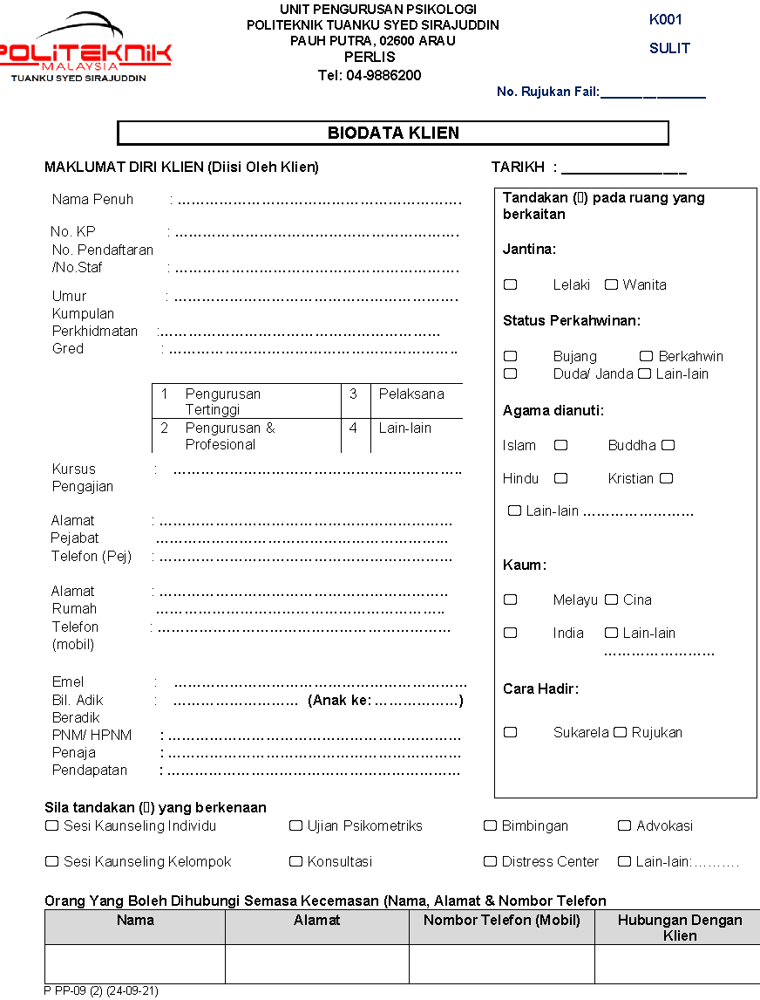 POLITEKNIK
MALAYSIA
TUANKU SYED SIRAJUDDIN
UNIT PENGURUSAN PSIKOLOGI
POLITEKNIK TUANKU SYED SIRAJUDDIN
PAUH PUTRA, 02600 ARAU
PERLIS
Tel: 04-9886200
K001
SULIT
No. Rujukan Fail:_______________
BIODATA KLIEN
MAKLUMAT DIRI KLIEN (Diisi Oleh Klien)
TARIKH : ________________
Nama Penuh : ……………………………………………………
No. KP : ……………………………………………………
No. Pendaftaran
/No.Staf : ……………………………………………………
Umur : ……………………………………………………
Kumpulan
Perkhidmatan :……………………………………………………
Gred : ……………………………………………………..
1 Pengurusan Tertinggi 3 Pelaksana
2 Pengurusan & Profesional 4 Lain-lain
Kursus : ……………………………………………………..
Pengajian
Alamat : ………………………………………………………
Pejabat ………………………………………………………
Telefon (Pej) : ………………………………………………………
Alamat : ……………………………………………………..
Rumah ……………………………………………………..
Telefon : ………………………………………………………
(mobil)
Emel : ………………………………………………………
Bil. Adik : ……………………… (Anak ke: ………………)
Beradik
PNM/ HPNM : ………………………………………………………
Penaja : ………………………………………………………
Pendapatan : ………………………………………………………
Tandakan (▯) pada ruang yang
berkaitan
Jantina:
▢ Lelaki ▢ Wanita
Status Perkahwinan:
▢ Bujang ▢ Berkahwin
▢ Duda/ Janda ▢ Lain-lain
Agama dianuti:
Islam ▢ Buddha ▢
Hindu ▢ Kristian ▢
▢ Lain-lain ……………………
Kaum:
▢ Melayu ▢ Cina
▢ India ▢ Lain-lain
……………………
Cara Hadir:
▢ Sukarela ▢ Rujukan
Sila tandakan (▯) yang berkenaan
▢ Sesi Kaunseling Individu ▢ Ujian Psikometriks ▢ Bimbingan ▢ Advokasi
▢ Sesi Kaunseling Kelompok ▢ Konsultasi ▢ Distress Center ▢ Lain-lain:……….
Orang Yang Boleh Dihubungi Semasa Kecemasan (Nama, Alamat & Nombor Telefon
Nama Alamat Nombor Telefon (Mobil) Hubungan Dengan Klien
P PP-09 (2) (24-09-21)